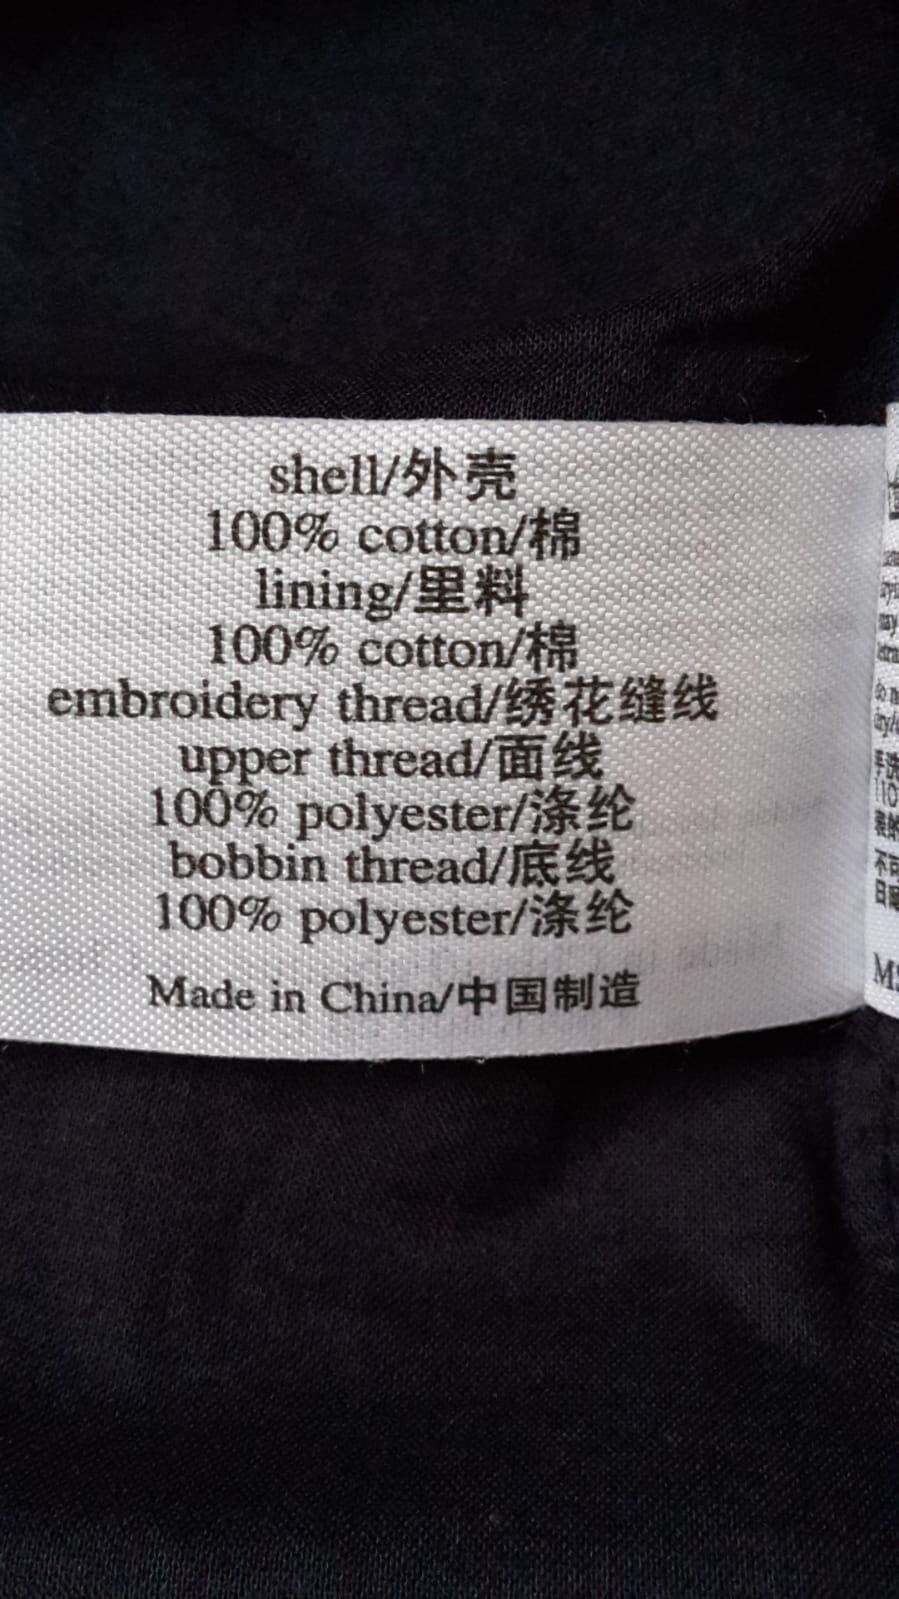 shell/外壳
100% cotton/棉
lining/里料
100% cotton/棉
embroidery thread/绣花缝线
upper thread/面线
100% polyester/涤纶
bobbin thread/底线
100% polyester/涤纶
Made in China/中国制造